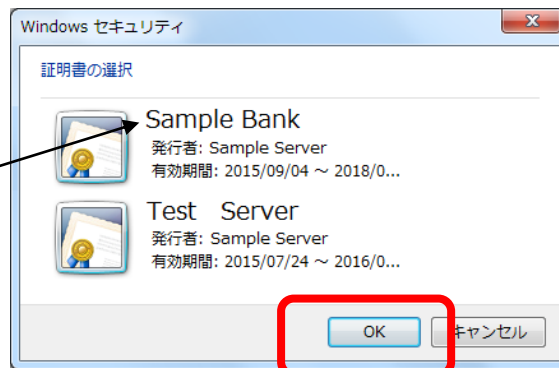 Windows セキュリティ
証明書の選択
Sample Bank
発行者: Sample Server
有効期間: 2015/09/04 ～ 2018/0...
Test　Server
発行者: Sample Server
有効期間: 2015/07/24 ～ 2016/0...
OK
キャンセル